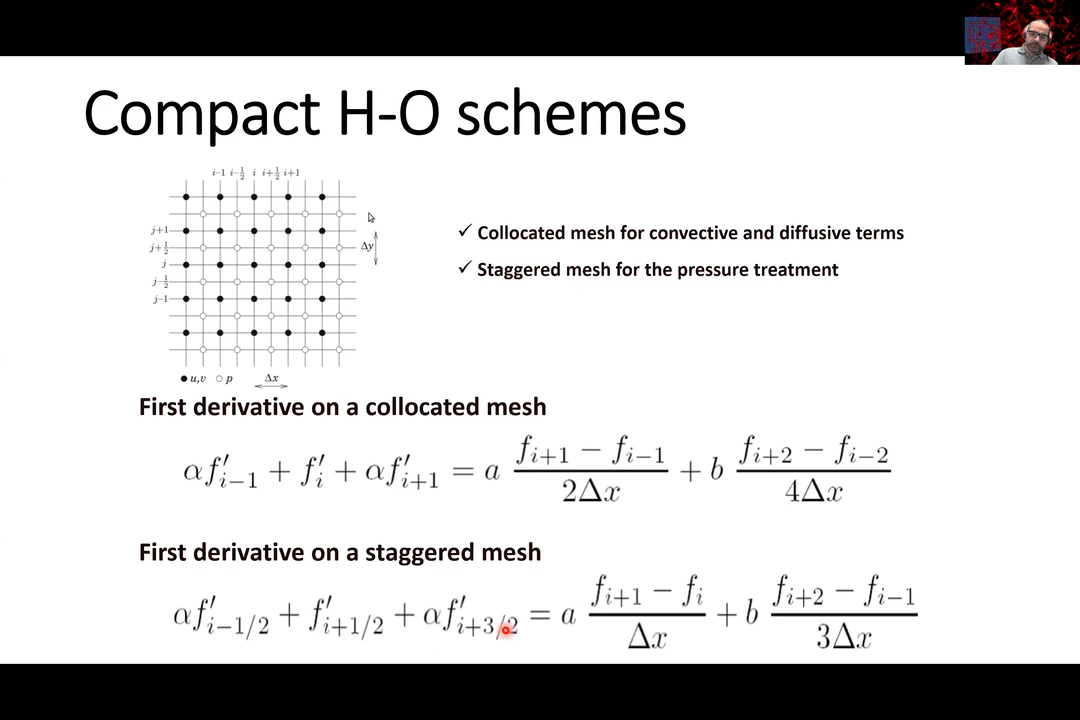 Compact H-O schemes
i−1 i−1/2 i i+1/2 i+1
j+1
j+1/2
j
j−1/2
j−1
Δy
● u,v ○ p Δx
✓ Collocated mesh for convective and diffusive terms
✓ Staggered mesh for the pressure treatment
First derivative on a collocated mesh
αf′_{i−1} + f′_i + αf′_{i+1} = a (f_{i+1} − f_{i−1})/(2Δx) + b (f_{i+2} − f_{i−2})/(4Δx)
First derivative on a staggered mesh
αf′_{i−1/2} + f′_{i+1/2} + αf′_{i+3/2} = a (f_{i+1} − f_i)/(Δx) + b (f_{i+2} − f_{i−1})/(3Δx)